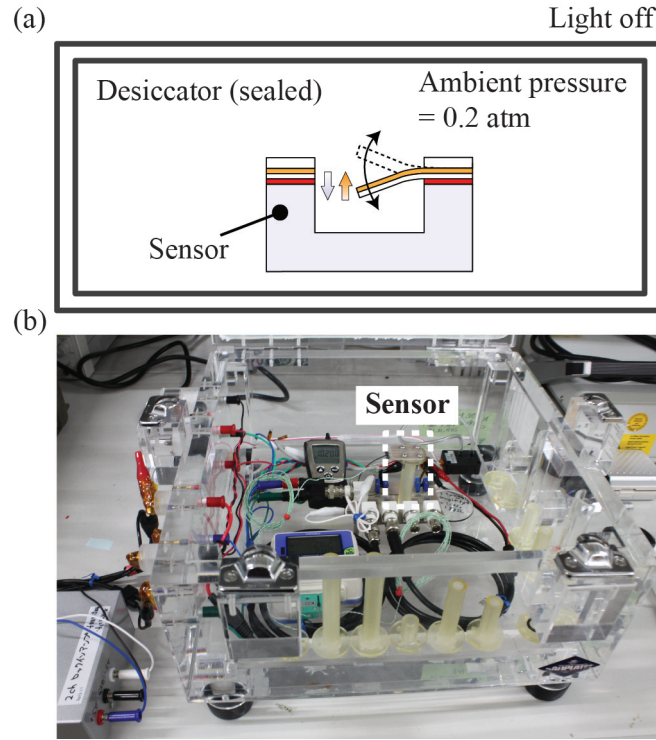 (a)
Light off
Desiccator (sealed)
Ambient pressure
= 0.2 atm
Sensor
(b)
Sensor